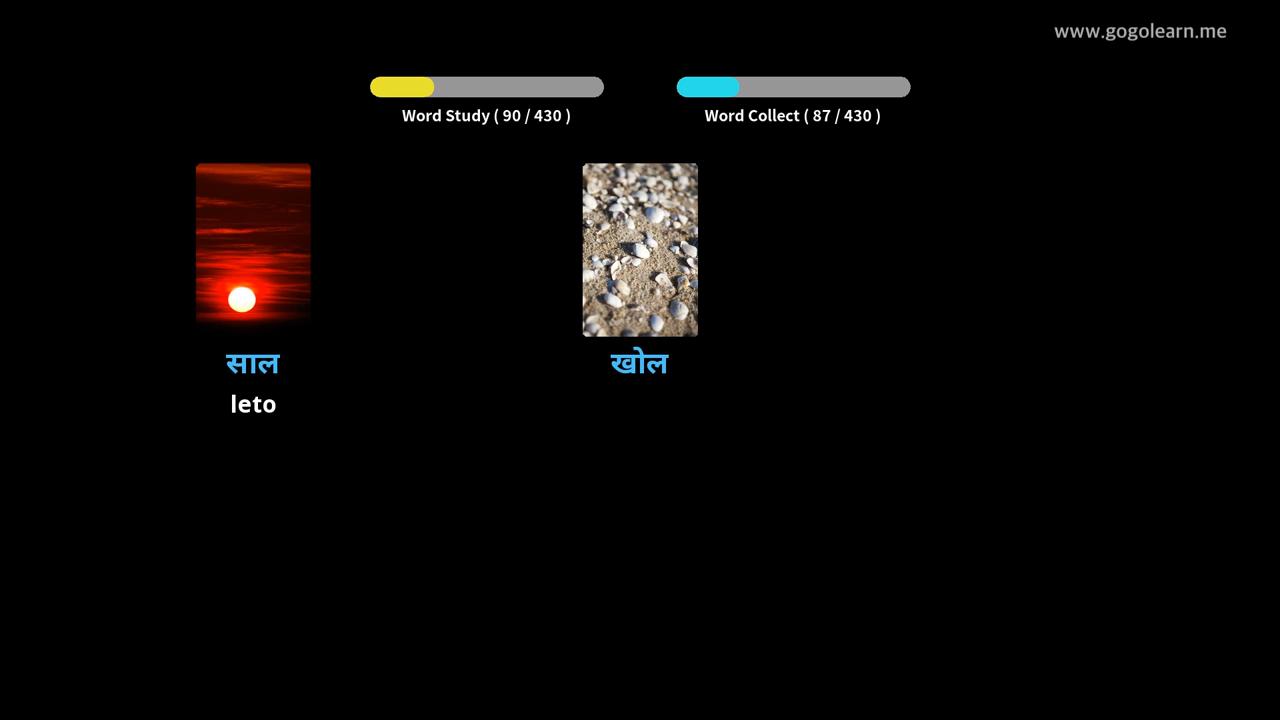 www.gogolearn.me
Word Study ( 90 / 430 )
Word Collect ( 87 / 430 )
साल
खोल
leto